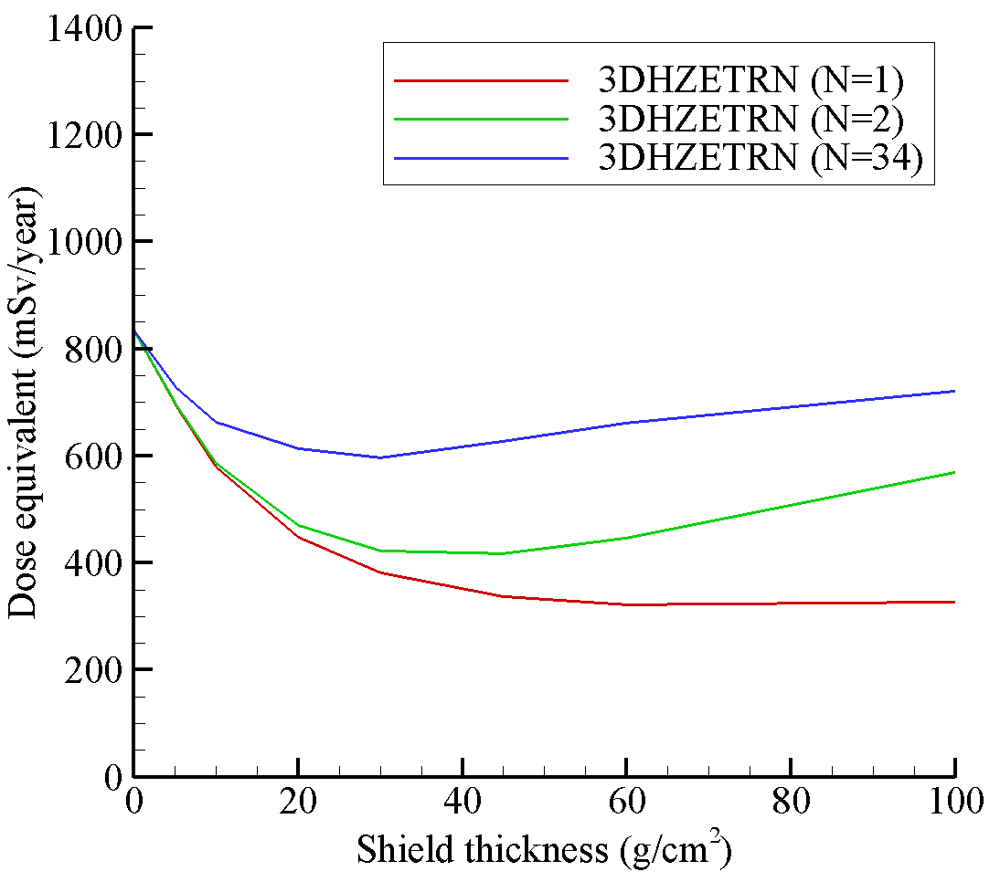 1400
1200
1000
800
600
400
200
0
Dose equivalent (mSv/year)
3DHZETRN (N=1)
3DHZETRN (N=2)
3DHZETRN (N=34)
0 20 40 60 80 100
Shield thickness (g/cm²)